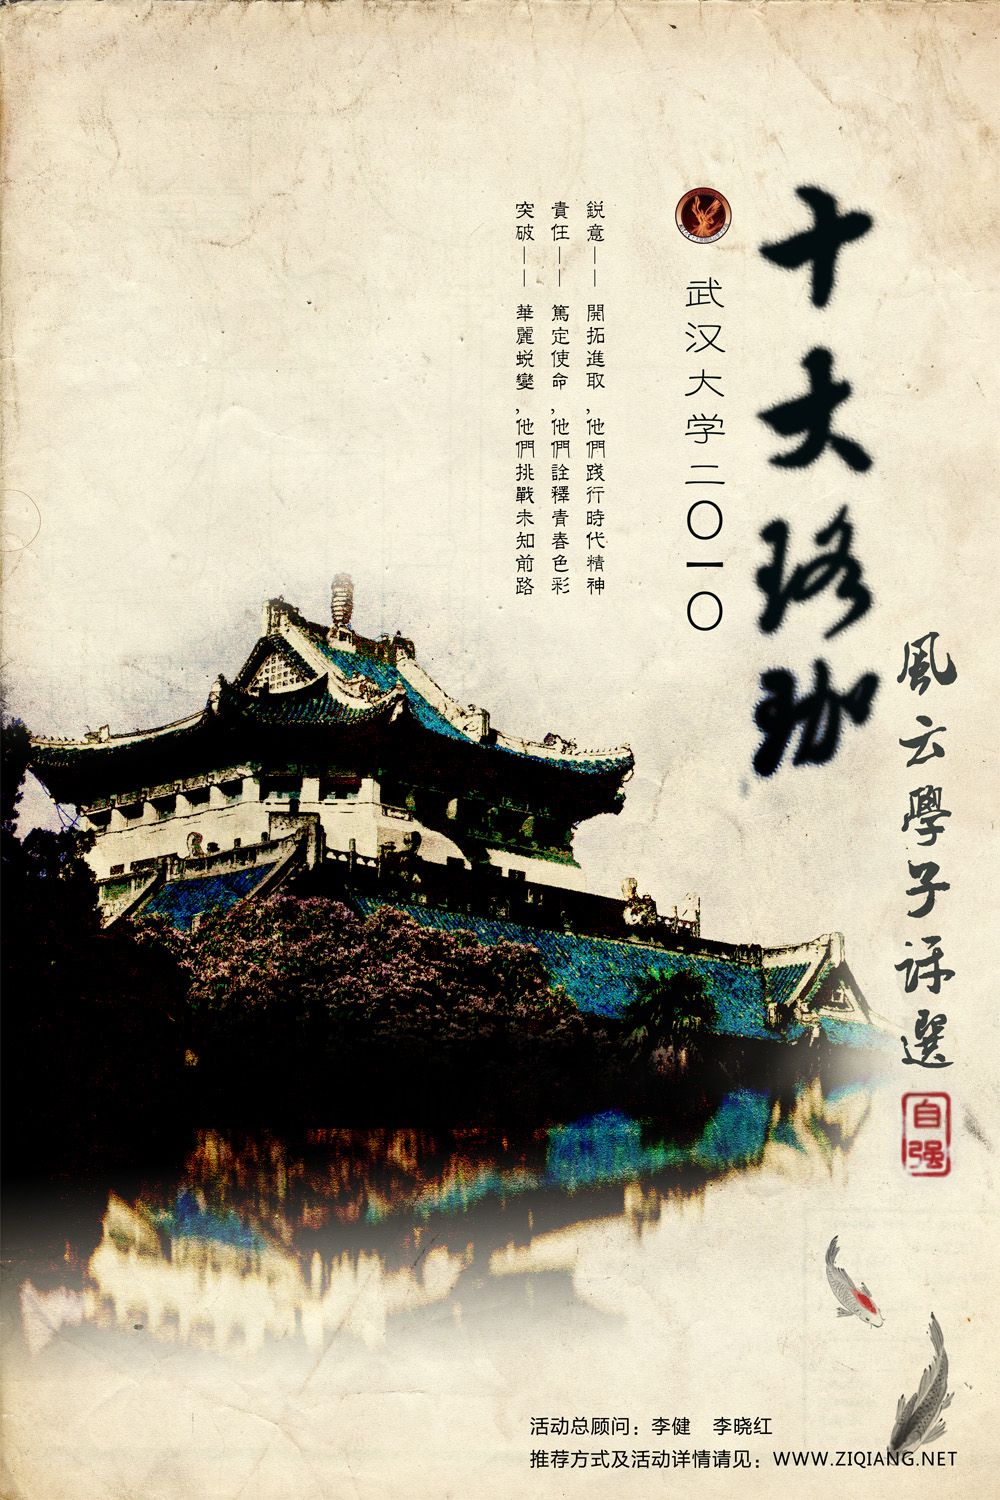 十大珞珈
風云學子评選
自强
武汉大学二〇一〇
鋭意——開拓進取,他們踐行時代精神
責任——篤定使命,他們詮釋青春色彩
突破——華麗蜕變,他們挑戰未知前路
活动总顾问：李健 李晓红
推荐方式及活动详情请见：WWW.ZIQIANG.NET